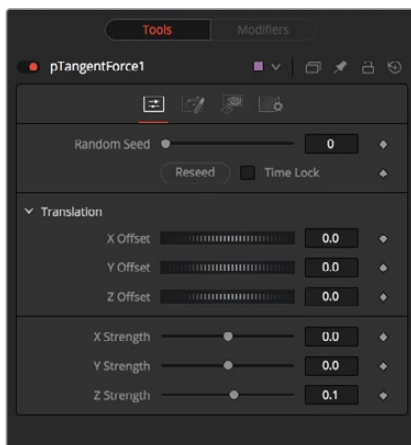 Tools Modifiers
pTangentForce1
Random Seed 0
Reseed Time Lock
Translation
X Offset 0.0
Y Offset 0.0
Z Offset 0.0
X Strength 0.0
Y Strength 0.0
Z Strength 0.1